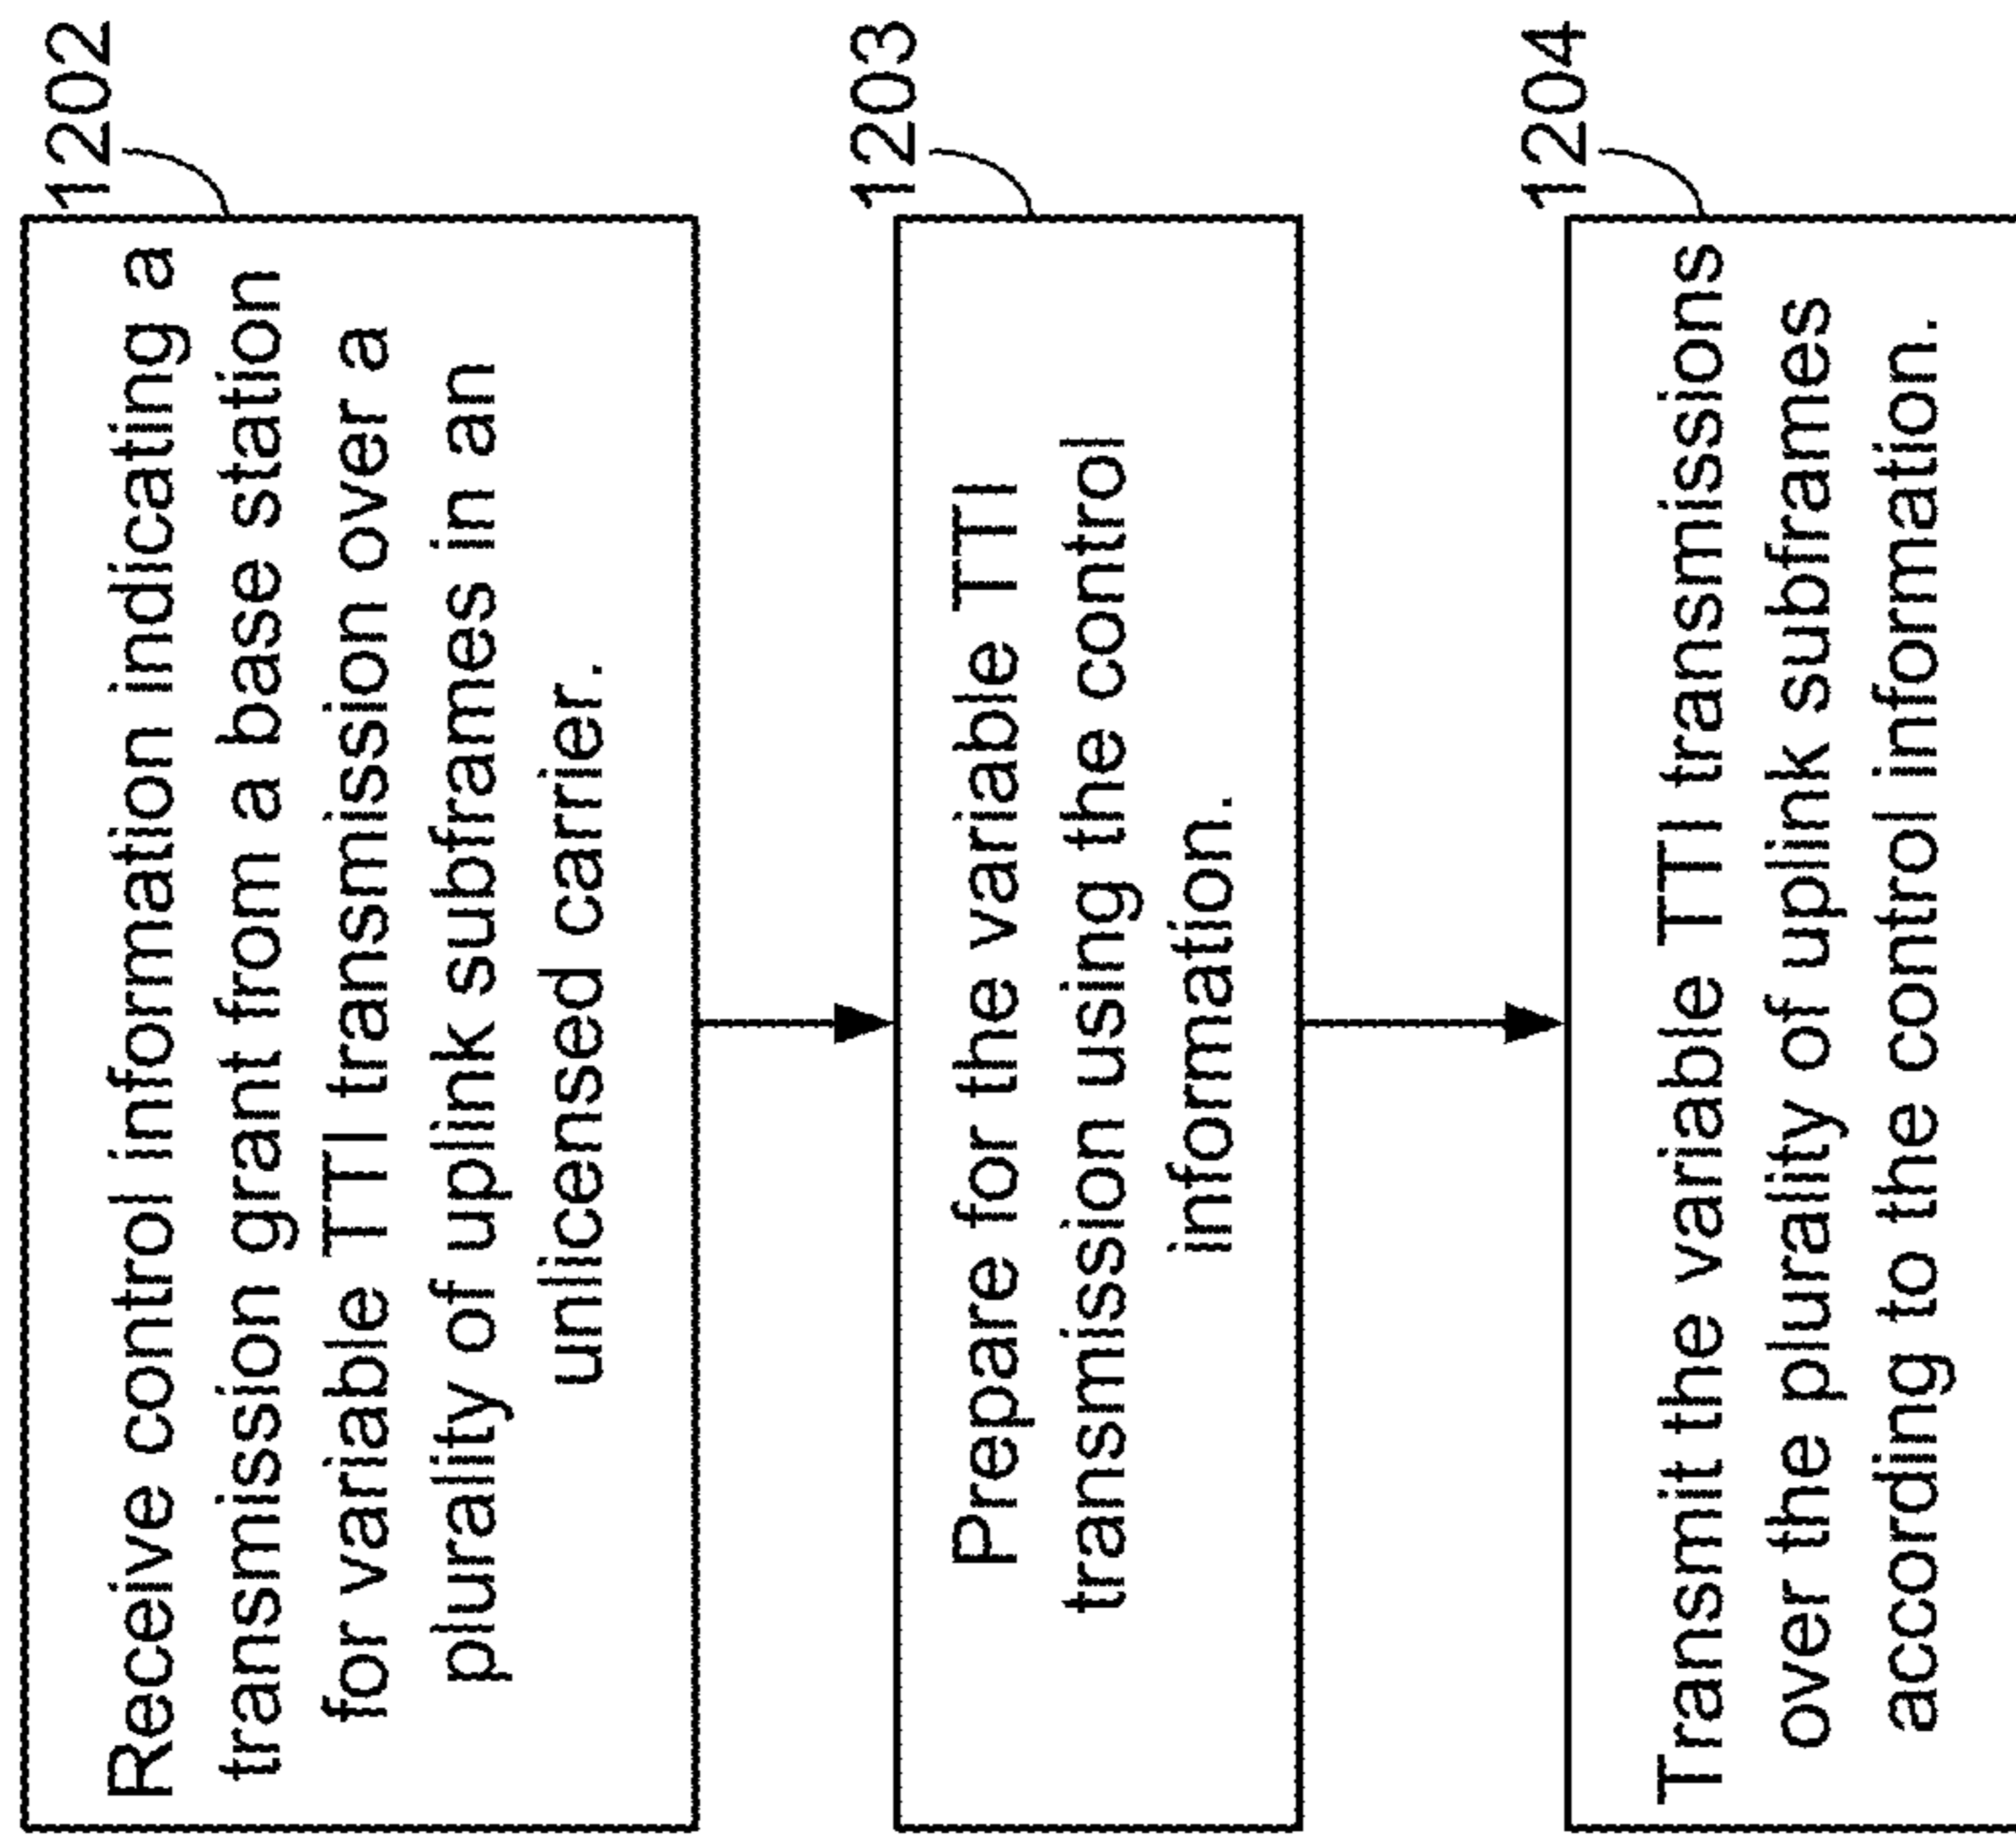 1202
Receive control information indicating a
transmission grant from a base station
for variable TTI transmission over a
plurality of uplink subframes in an
unlicensed carrier.
1203
Prepare for the variable TTI
transmission using the control
information.
1204
Transmit the variable TTI transmissions
over the plurality of uplink subframes
according to the control information.